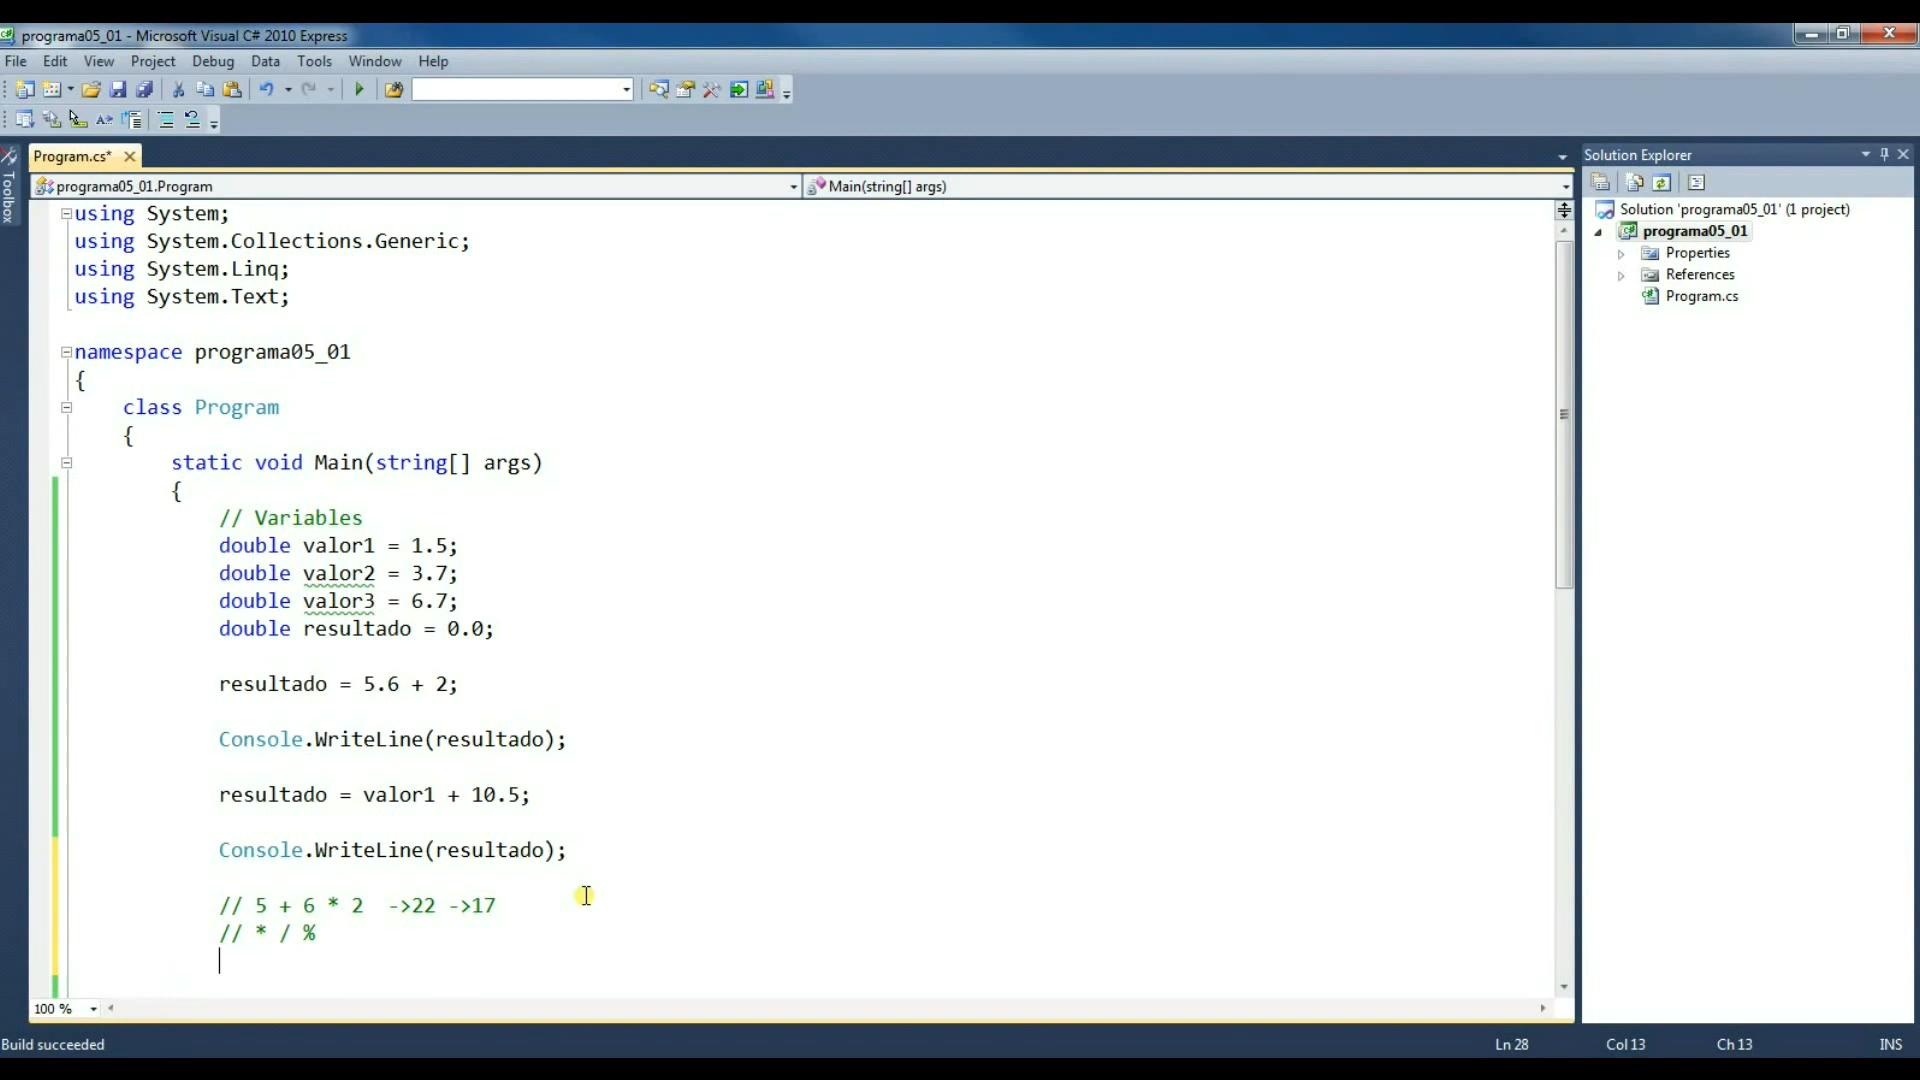 programa05_01 - Microsoft Visual C# 2010 Express
File Edit View Project Debug Data Tools Window Help
Toolbox
Program.cs*
programa05_01.Program
Main(string[] args)
using System;
using System.Collections.Generic;
using System.Linq;
using System.Text;
namespace programa05_01
{
class Program
{
static void Main(string[] args)
{
// Variables
double valor1 = 1.5;
double valor2 = 3.7;
double valor3 = 6.7;
double resultado = 0.0;
resultado = 5.6 + 2;
Console.WriteLine(resultado);
resultado = valor1 + 10.5;
Console.WriteLine(resultado);
// 5 + 6 * 2  ->22 ->17
// * / %
100 %
Solution Explorer
Solution 'programa05_01' (1 project)
programa05_01
Properties
References
Program.cs
Build succeeded Ln 28 Col 13 Ch 13 INS